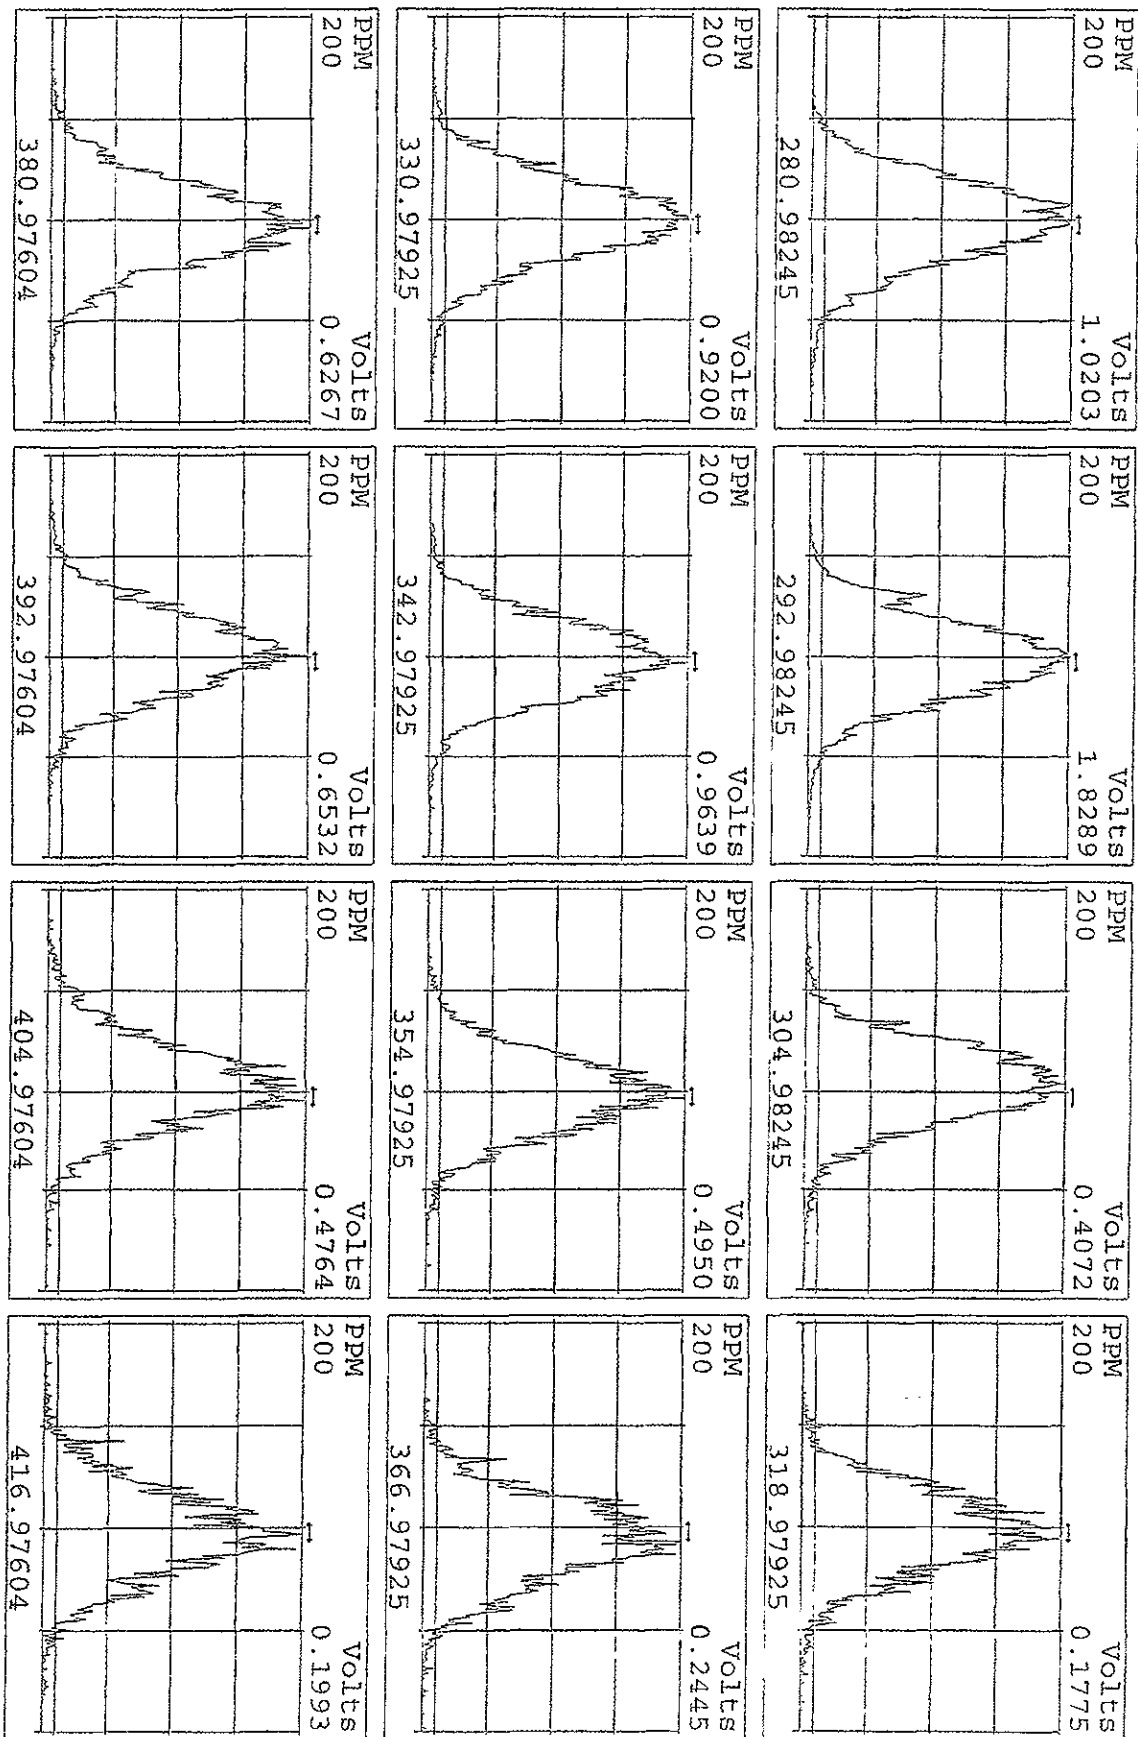 PPM Volts
200 1.0203
280.98245
PPM Volts
200 1.8289
292.98245
PPM Volts
200 0.4072
304.98245
PPM Volts
200 0.1775
318.97925
PPM Volts
200 0.9200
330.97925
PPM Volts
200 0.9639
342.97925
PPM Volts
200 0.4950
354.97925
PPM Volts
200 0.2445
366.97925
PPM Volts
200 0.6267
380.97604
PPM Volts
200 0.6532
392.97604
PPM Volts
200 0.4764
404.97604
PPM Volts
200 0.1993
416.97604